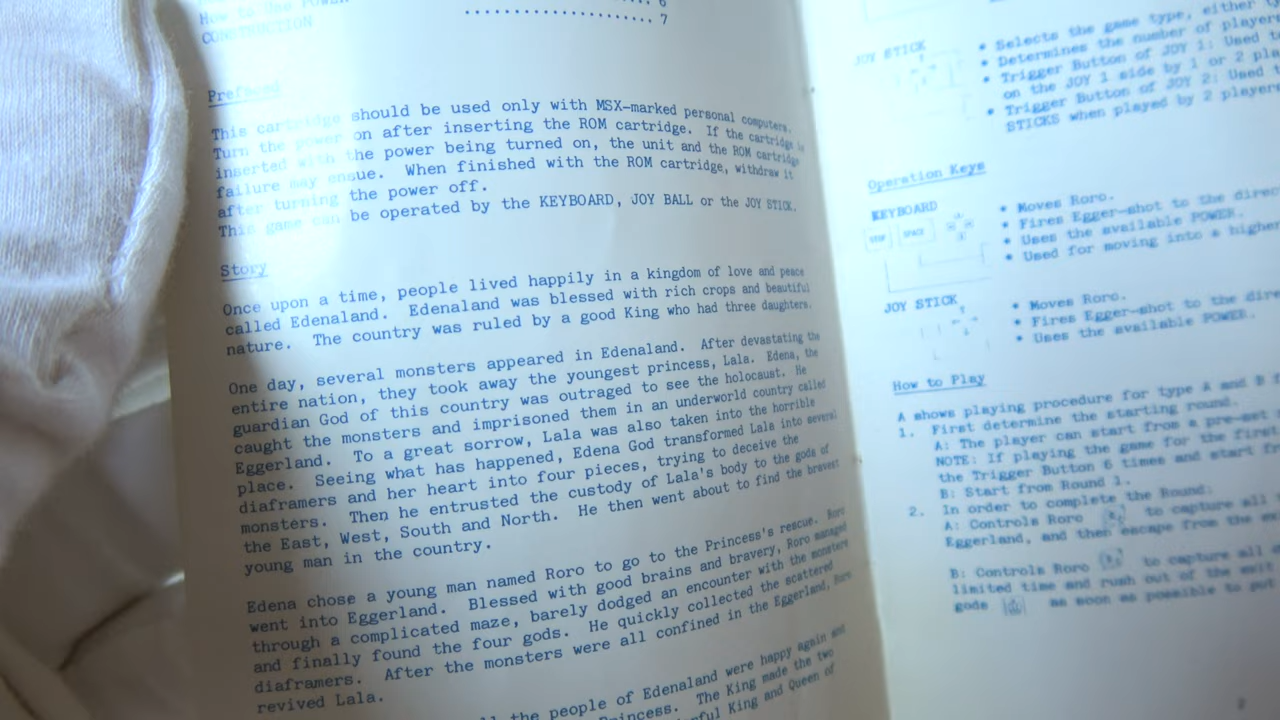 How to Use POWER
6
CONSTRUCTION
.................... 7
Preface
This cartridge should be used only with MSX-marked personal computers.
Turn the power on after inserting the ROM cartridge. If the cartridge is
inserted with the power being turned on, the unit and the ROM cartridge
failure may ensue. When finished with the ROM cartridge, withdraw it
after turning the power off.
This game can be operated by the KEYBOARD, JOY BALL or the JOY STICK.
Story
Once upon a time, people lived happily in a kingdom of love and peace
called Edenaland. Edenaland was blessed with rich crops and beautiful
nature. The country was ruled by a good King who had three daughters.
One day, several monsters appeared in Edenaland. After devastating the
entire nation, they took away the youngest princess, Lala. Edena, the
guardian God of this country was outraged to see the holocaust. He
caught the monsters and imprisoned them in an underworld country called
Eggerland. To a great sorrow, Lala was also taken into the horrible
place. Seeing what has happened, Edena God transformed Lala into several
diaframers and her heart into four pieces, trying to deceive the
monsters. Then he entrusted the custody of Lala's body to the gods of
the East, West, South and North. He then went about to find the bravest
young man in the country.
Edena chose a young man named Roro to go to the Princess's rescue. Roro
went into Eggerland. Blessed with good brains and bravery, Roro managed
through a complicated maze, barely dodged an encounter with the monsters
and finally found the four gods. He quickly collected the scattered
diaframers. After the monsters were all confined in the Eggerland, Roro
revived Lala.
the people of Edenaland were happy again and
Princess. The King made the two
King and Queen of
JOY STICK
• Selects the game type, either
• Determines the number of players
• Trigger Button of JOY 1: Used to
on the JOY 1 side by 1 or 2
• Trigger Button of JOY 2: Used
STICKS when played by 2 players
Operation Keys
KEYBOARD
STOP
SPACE
• Moves Roro.
• Fires Egger-shot to the
• Uses the available POWER.
• Used for moving into a higher
JOY STICK
• Moves Roro.
• Fires Egger-shot to the
• Uses the available POWER.
How to Play
A shows playing procedure for type A and B
1. First determine the starting round.
A: The player can start from a pre-set
NOTE: If playing the game for the first
the Trigger Button 6 times and start
B: Start from Round 1.
2. In order to complete the Round:
A: Controls Roro to capture all
Eggerland, and then escape from the
B: Controls Roro to capture all
limited time and rush out of the exit
gods as soon as possible to put
2